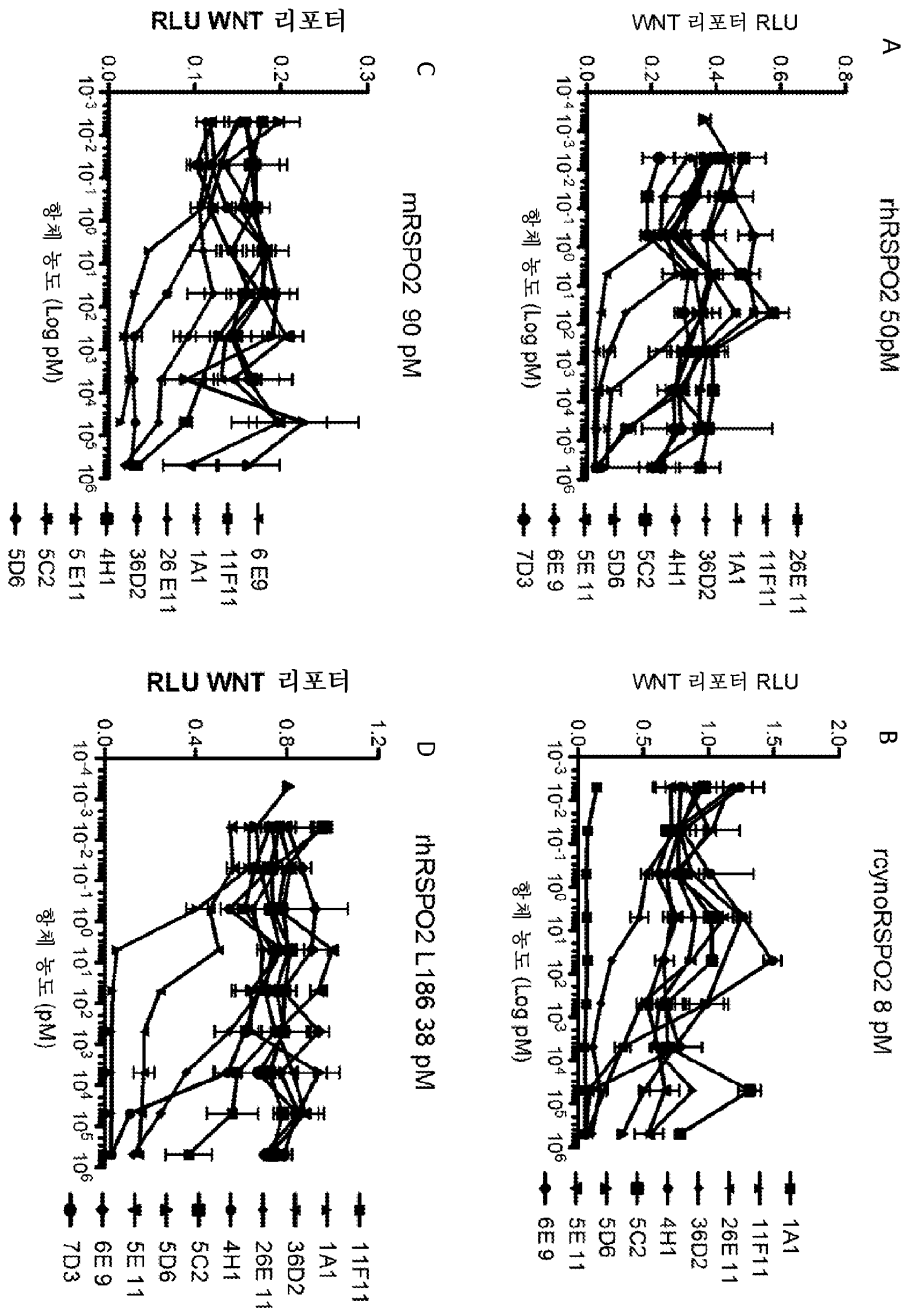 A
rhRSPO2 50pM
WNT 리포터 RLU
0.8
0.6
0.4
0.2
0.0
10-4 10-3 10-2 10-1 100 101 102 103 104 105 106
항체 농도 (Log pM)
26E 11
11F11
1A1
36D2
4H1
5C2
5D6
5E 11
6E 9
7D3
B
rcynoRSPO2 8 pM
WNT 리포터 RLU
2.0
1.5
1.0
0.5
0.0
10-3 10-2 10-1 100 101 102 103 104 105 106
항체 농도 (Log pM)
1A1
11F11
26E 11
36D2
4H1
5C2
5D6
5E 11
6E 9
C
mRSPO2 90 pM
RLU WNT 리포터
0.3
0.2
0.1
0.0
10-3 10-2 10-1 100 101 102 103 104 105 106
항체 농도 (Log pM)
6 E9
11F11
1A1
26 E11
36D2
4H1
5 E11
5C2
5D6
D
rhRSPO2 L186 38 pM
RLU WNT 리포터
1.2
0.8
0.4
0.0
10-4 10-3 10-2 10-1 100 101 102 103 104 105 106
항체 농도 (pM)
11F11
1A1
36D2
26E 11
4H1
5C2
5D6
5E 11
6E 9
7D3